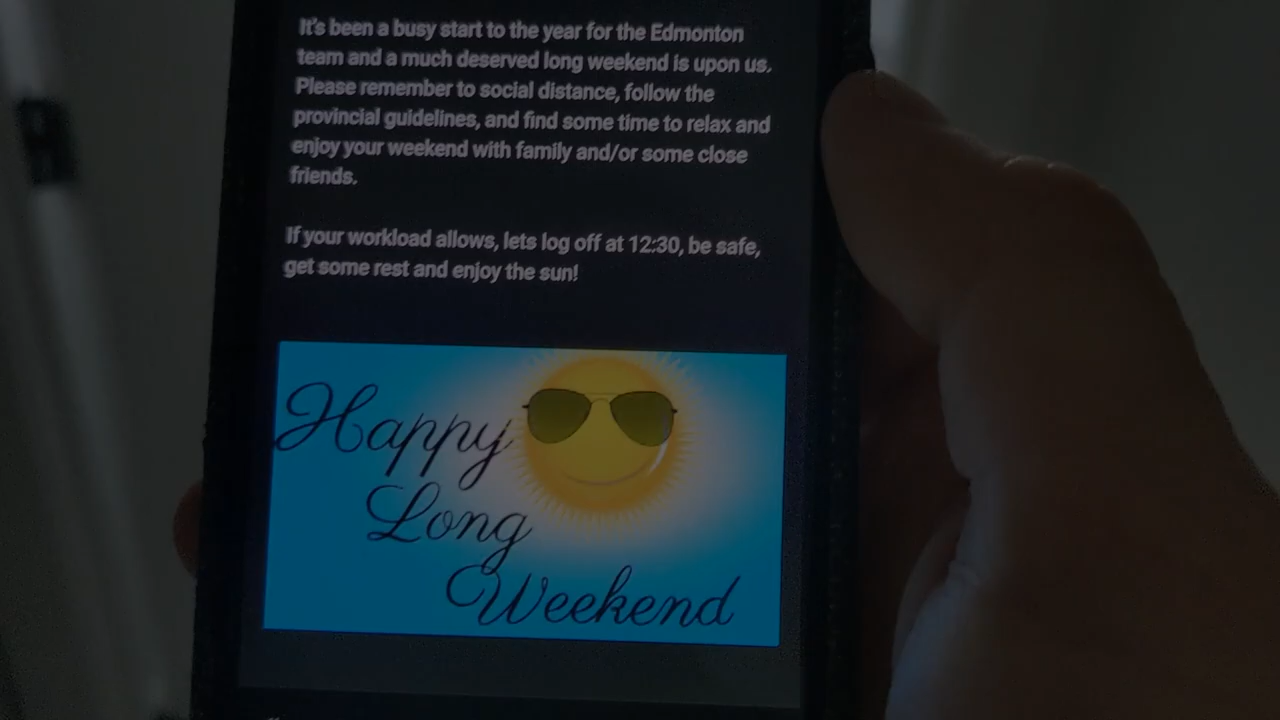 It's been a busy start to the year for the Edmonton
team and a much deserved long weekend is upon us.
Please remember to social distance, follow the
provincial guidelines, and find some time to relax and
enjoy your weekend with family and/or some close
friends.
If your workload allows, lets log off at 12:30, be safe,
get some rest and enjoy the sun!
Happy
Long
Weekend